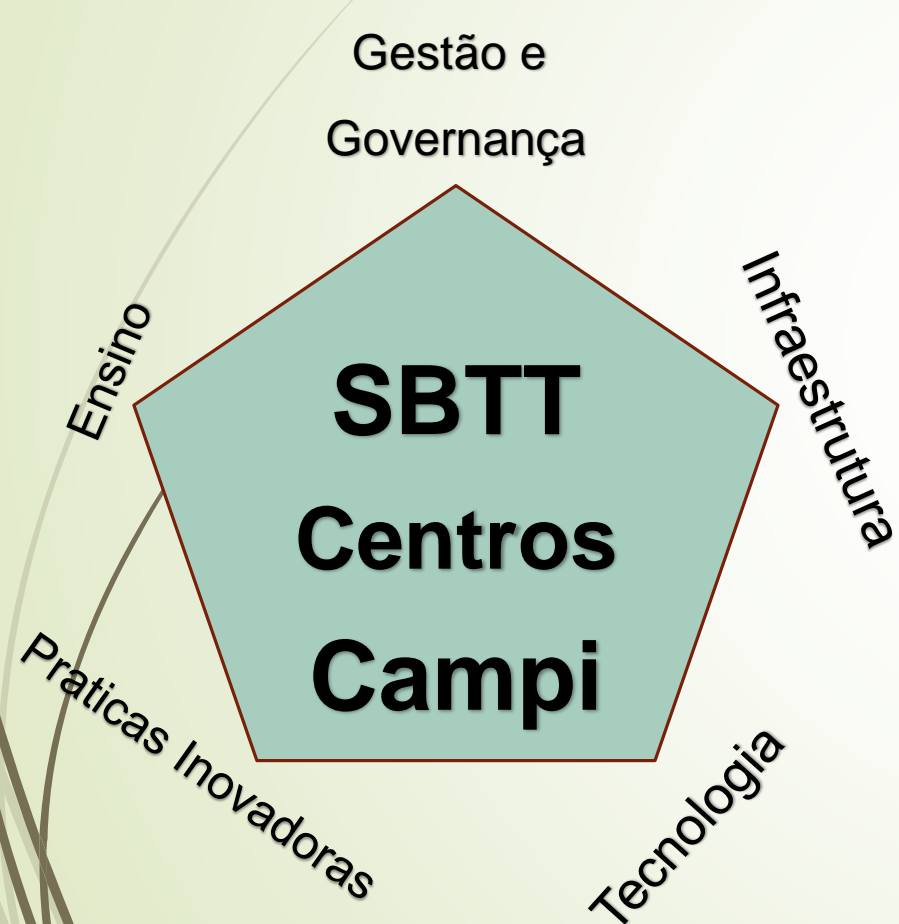 Gestão e
Governança
Infraestrutura
Ensino
SBTT
Centros
Campi
Praticas Inovadoras
Tecnologia